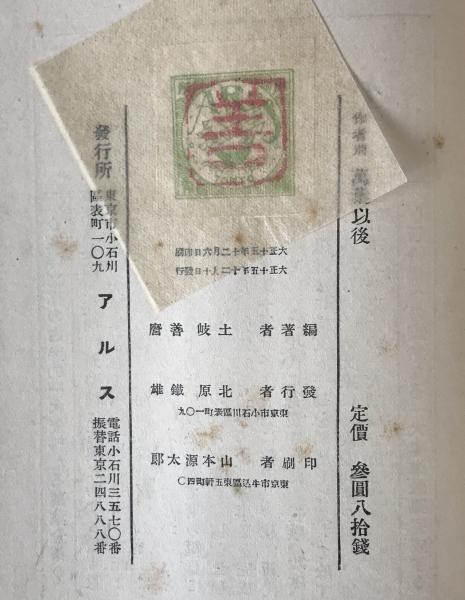 作者別 萬葉以後
定價 參圓八拾錢
大正十五年十二月六日印刷
大正十五年十二月十日發行
編著者 土岐善麿
發行者 北原鐵雄
東京市小石川區表町一〇九
印刷者 山本源太郎
東京市牛込區東五軒町四〇
發行所
東京市小石川
區表町一〇九
アルス
電話小石川三五七〇番
振替東京二四八八八番